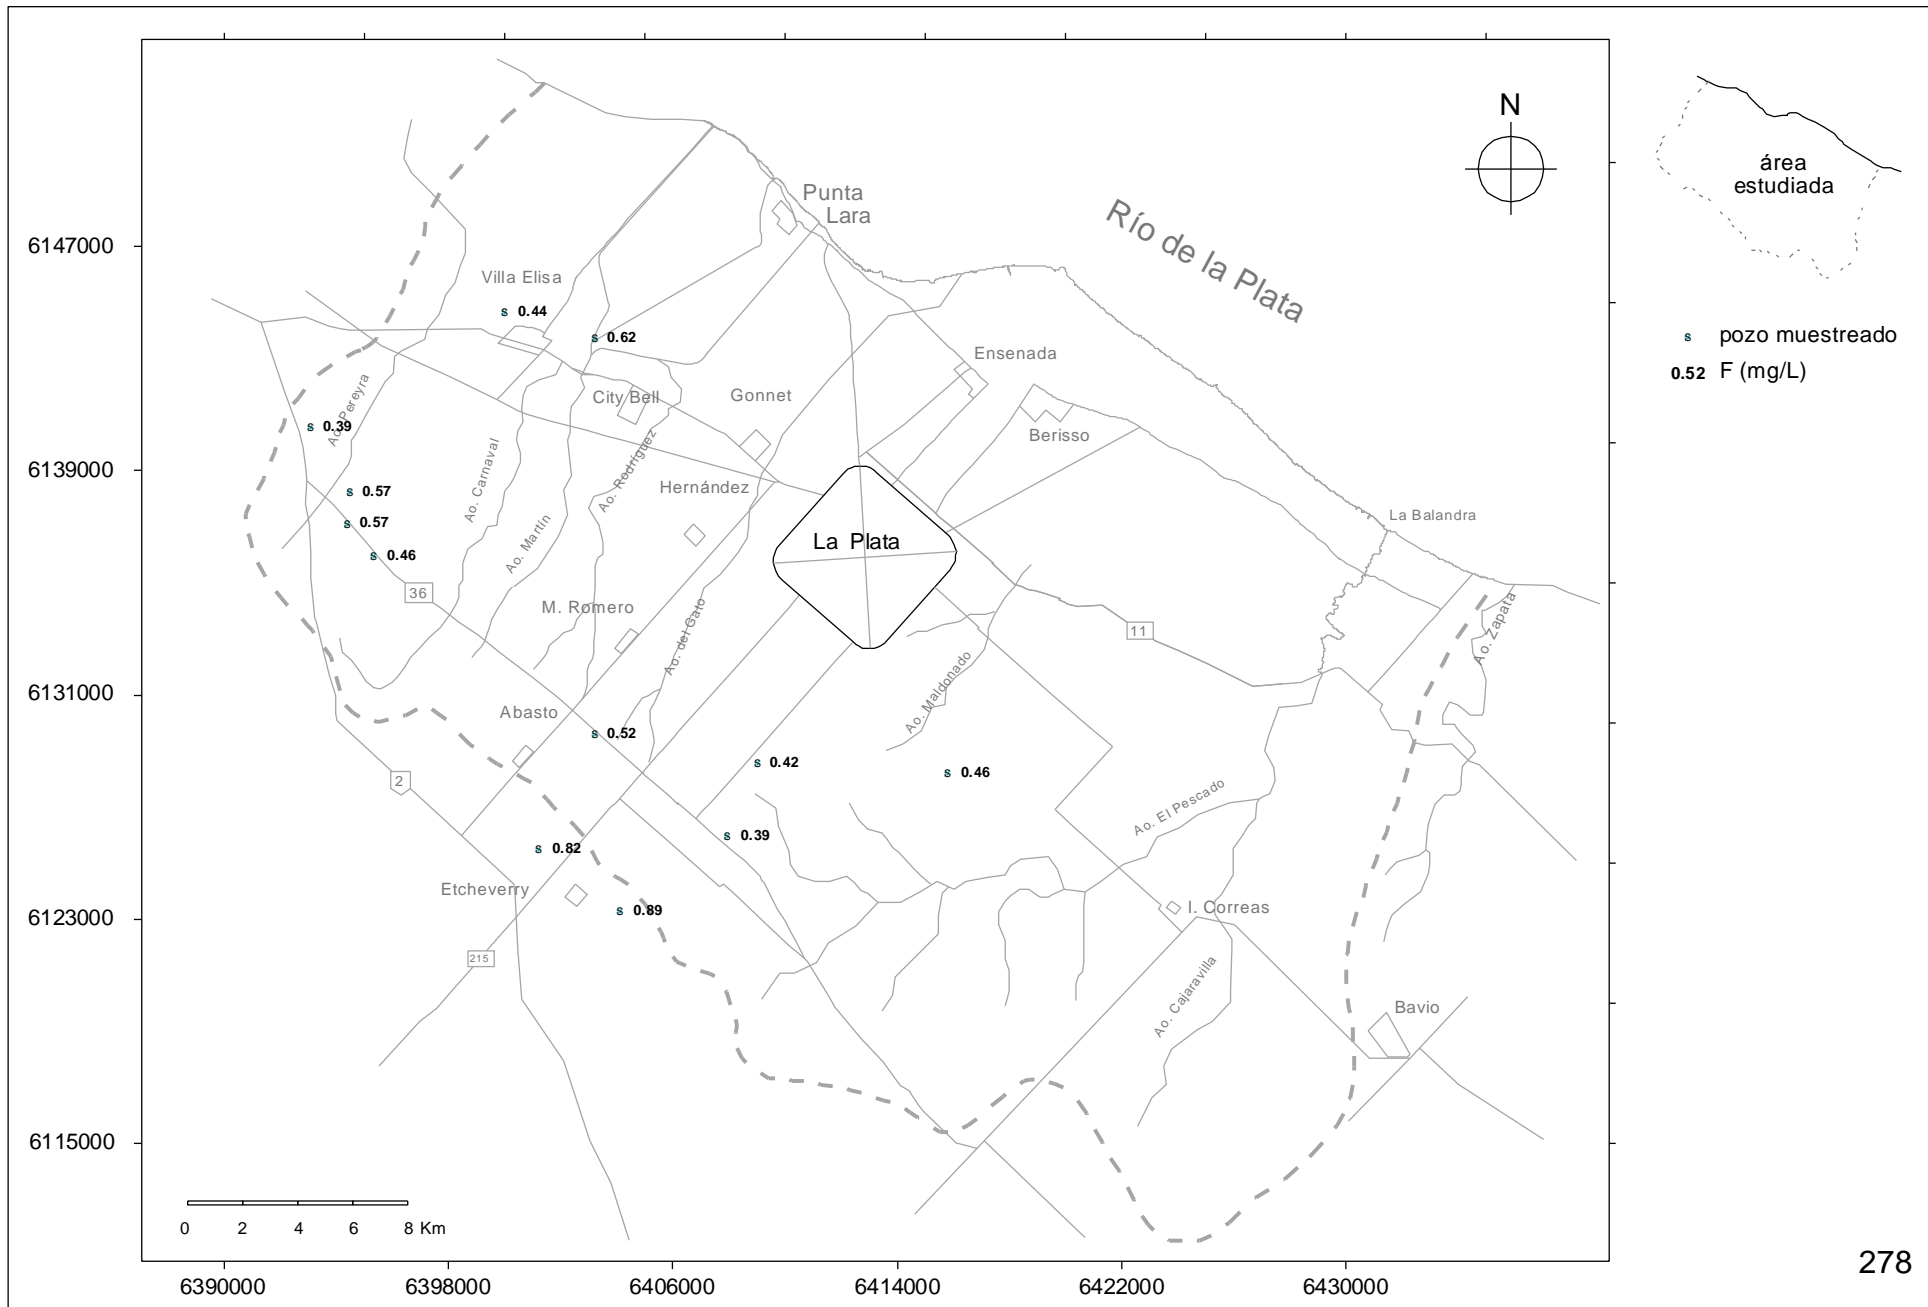 N
Punta
Lara
Río de la Plata
área
estudiada
6147000
Villa Elisa
s 0.44
s 0.62
s pozo muestreado
0.52 F (mg/L)
Ensenada
Ao. Pereyra
City Bell
Gonnet
s 0.39
Berisso
6139000
Ao. Carnaval
Ao. Rodríguez
Hernández
s 0.57
s 0.57
La Balandra
Ao. Martín
La Plata
s 0.46
36
M. Romero
Ao. del Gato
11
Ao. Zapata
Ao. Maldonado
6131000
Abasto
s 0.52
s 0.42
s 0.46
2
Ao. El Pescado
s 0.39
s 0.82
Etcheverry
s 0.89
I. Correas
6123000
215
Ao. Cajaravilla
Bavio
6115000
0 2 4 6 8 Km
6390000 6398000 6406000 6414000 6422000 6430000
278